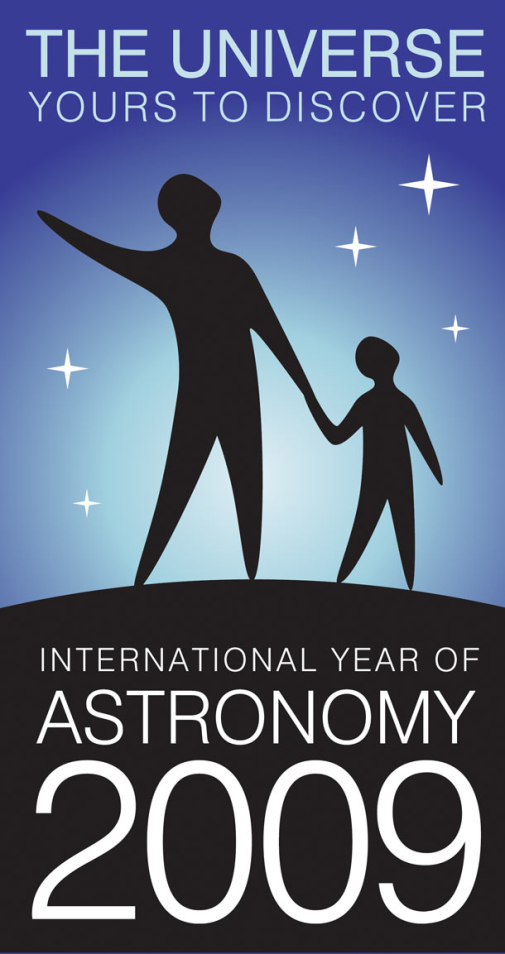 THE UNIVERSE
YOURS TO DISCOVER
INTERNATIONAL YEAR OF
ASTRONOMY
2009